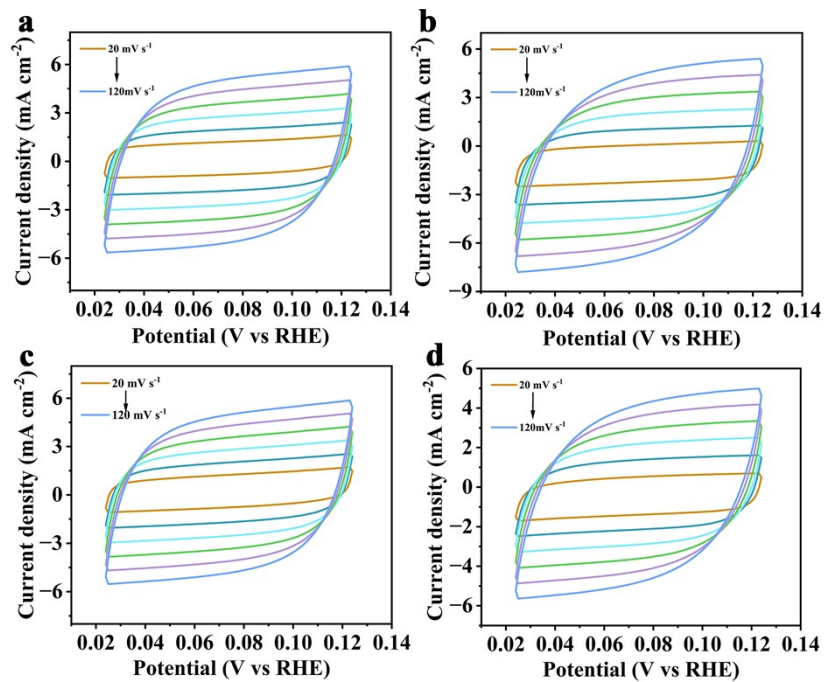 a
20 mV s⁻¹
120mV s⁻¹
Current density (mA cm⁻²)
6
3
0
−3
−6
0.02 0.04 0.06 0.08 0.10 0.12 0.14
Potential (V vs RHE)
b
20 mV s⁻¹
120mV s⁻¹
Current density (mA cm⁻²)
6
3
0
−3
−6
−9
0.02 0.04 0.06 0.08 0.10 0.12 0.14
Potential (V vs RHE)
c
20 mV s⁻¹
120 mV s⁻¹
Current density (mA cm⁻²)
6
3
0
−3
−6
0.02 0.04 0.06 0.08 0.10 0.12 0.14
Potential (V vs RHE)
d
20 mV s⁻¹
120mV s⁻¹
Current density (mA cm⁻²)
6
4
2
0
−2
−4
−6
0.02 0.04 0.06 0.08 0.10 0.12 0.14
Potential (V vs RHE)